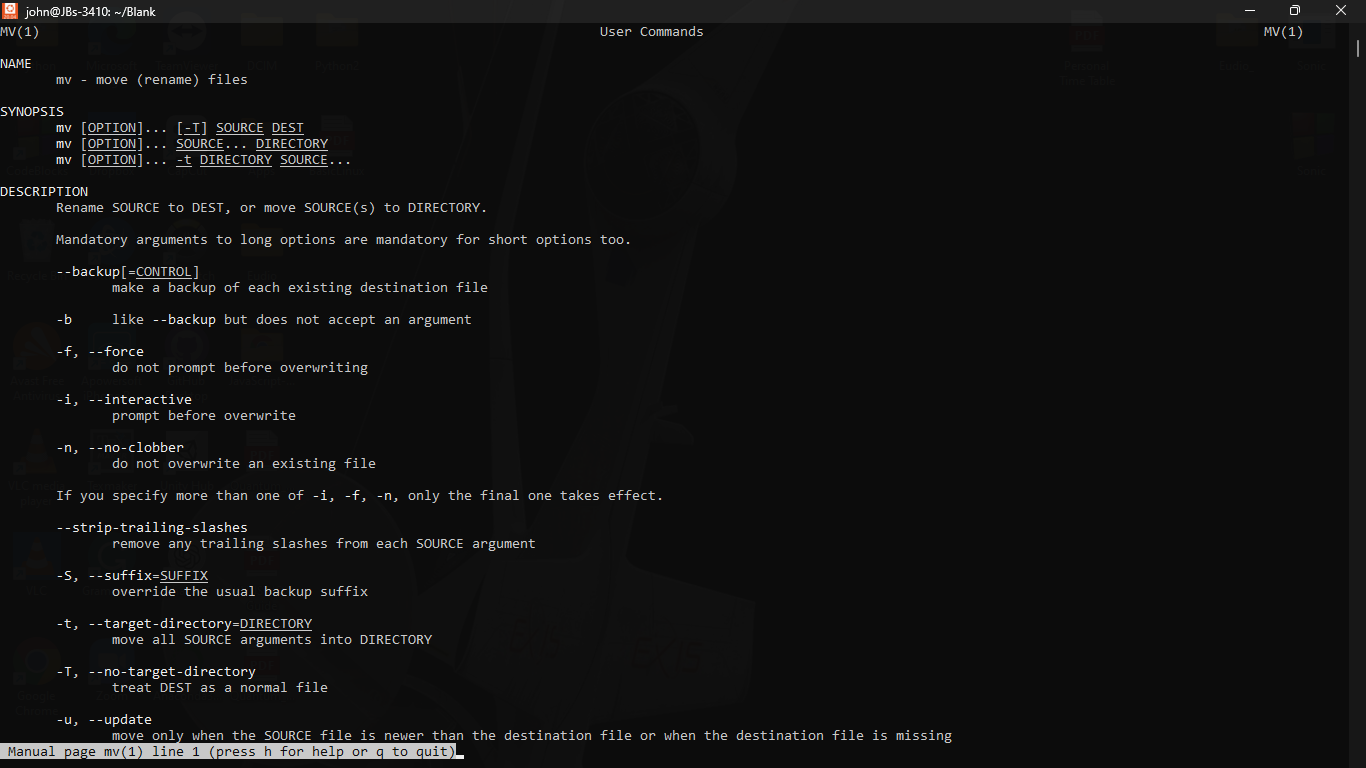 john@JBs-3410: ~/Blank
MV(1) User Commands MV(1)
NAME
mv - move (rename) files
SYNOPSIS
mv [OPTION]... [-T] SOURCE DEST
mv [OPTION]... SOURCE... DIRECTORY
mv [OPTION]... -t DIRECTORY SOURCE...
DESCRIPTION
Rename SOURCE to DEST, or move SOURCE(s) to DIRECTORY.
Mandatory arguments to long options are mandatory for short options too.
--backup[=CONTROL]
make a backup of each existing destination file
-b like --backup but does not accept an argument
-f, --force
do not prompt before overwriting
-i, --interactive
prompt before overwrite
-n, --no-clobber
do not overwrite an existing file
If you specify more than one of -i, -f, -n, only the final one takes effect.
--strip-trailing-slashes
remove any trailing slashes from each SOURCE argument
-S, --suffix=SUFFIX
override the usual backup suffix
-t, --target-directory=DIRECTORY
move all SOURCE arguments into DIRECTORY
-T, --no-target-directory
treat DEST as a normal file
-u, --update
move only when the SOURCE file is newer than the destination file or when the destination file is missing
Manual page mv(1) line 1 (press h for help or q to quit)